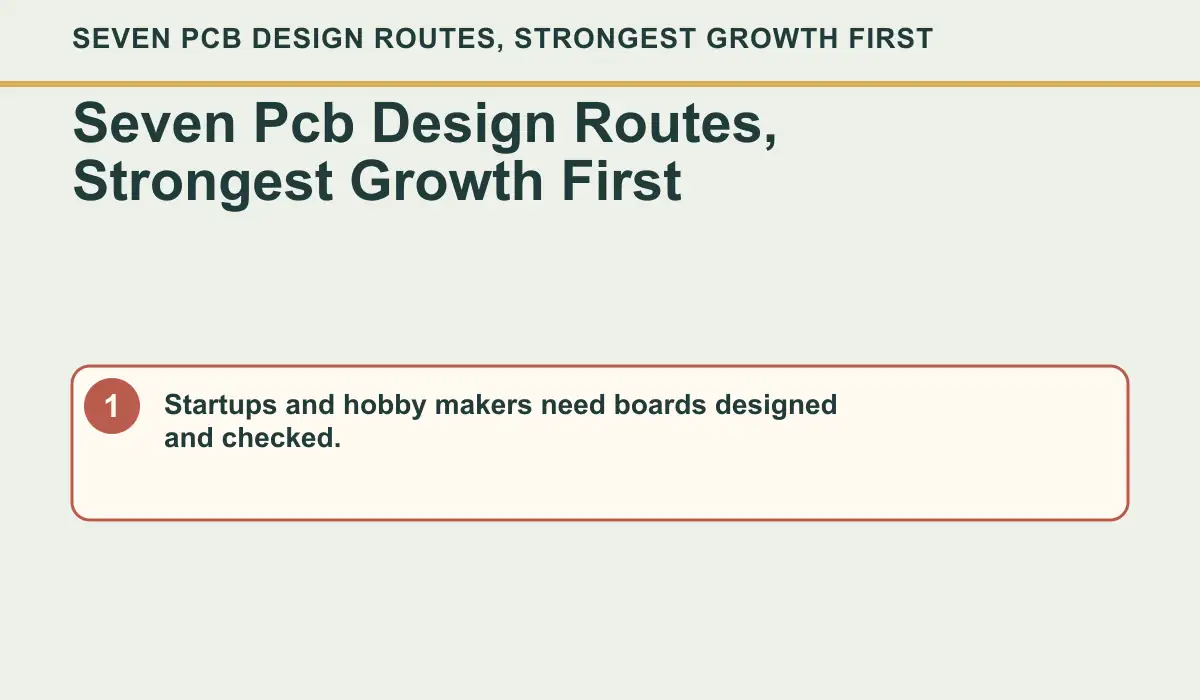 SEVEN PCB DESIGN ROUTES, STRONGEST GROWTH FIRST
Seven Pcb Design Routes,
Strongest Growth First
1
Startups and hobby makers need boards designed
and checked.